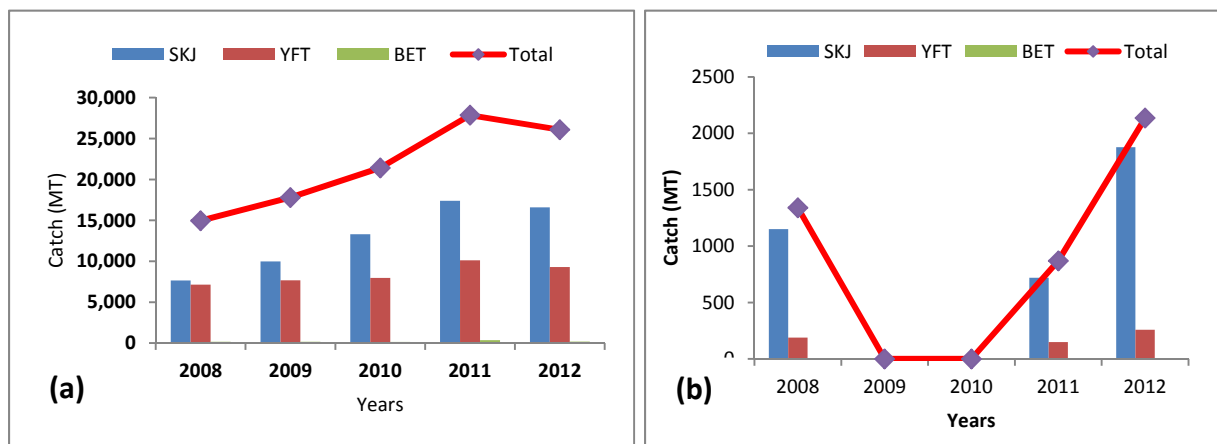 SKJ YFT BET Total
Catch (MT)
30,000
25,000
20,000
15,000
10,000
5,000
0
2008 2009 2010 2011 2012
Years
(a)
SKJ YFT BET Total
Catch (MT)
2500
2000
1500
1000
500
0
2008 2009 2010 2011 2012
Years
(b)